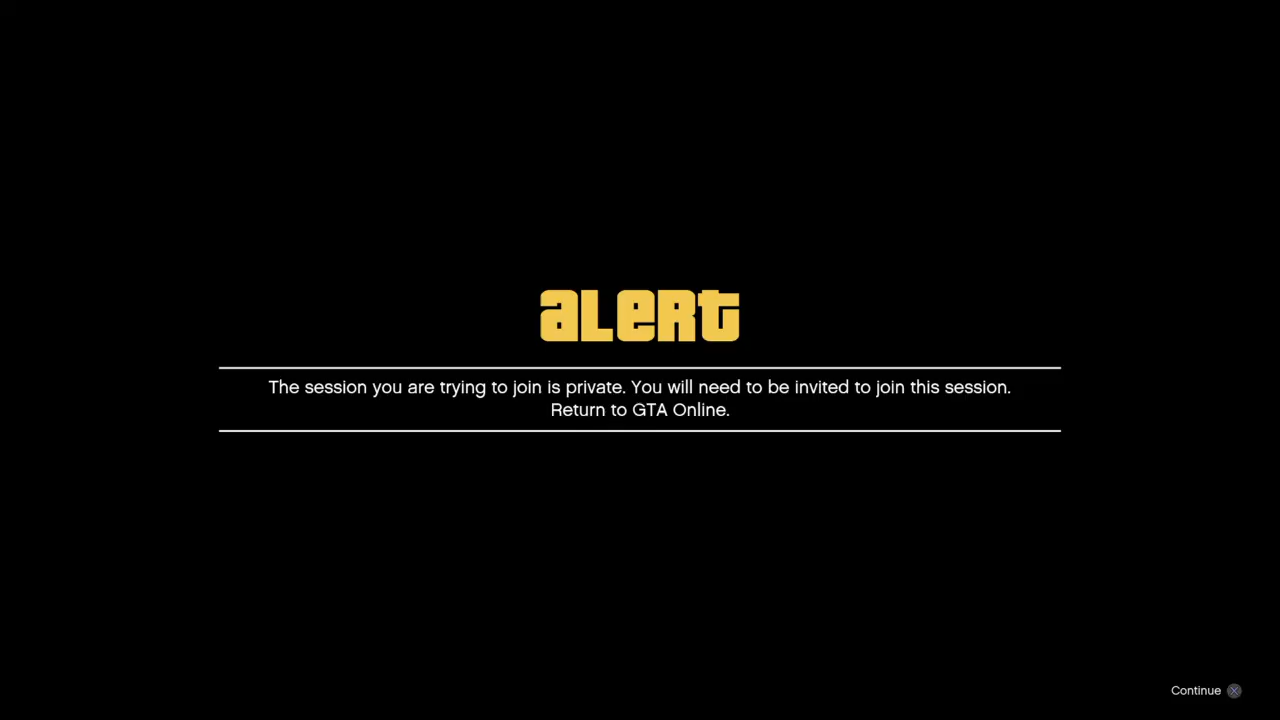 alert
The session you are trying to join is private. You will need to be invited to join this session.
Return to GTA Online.
Continue